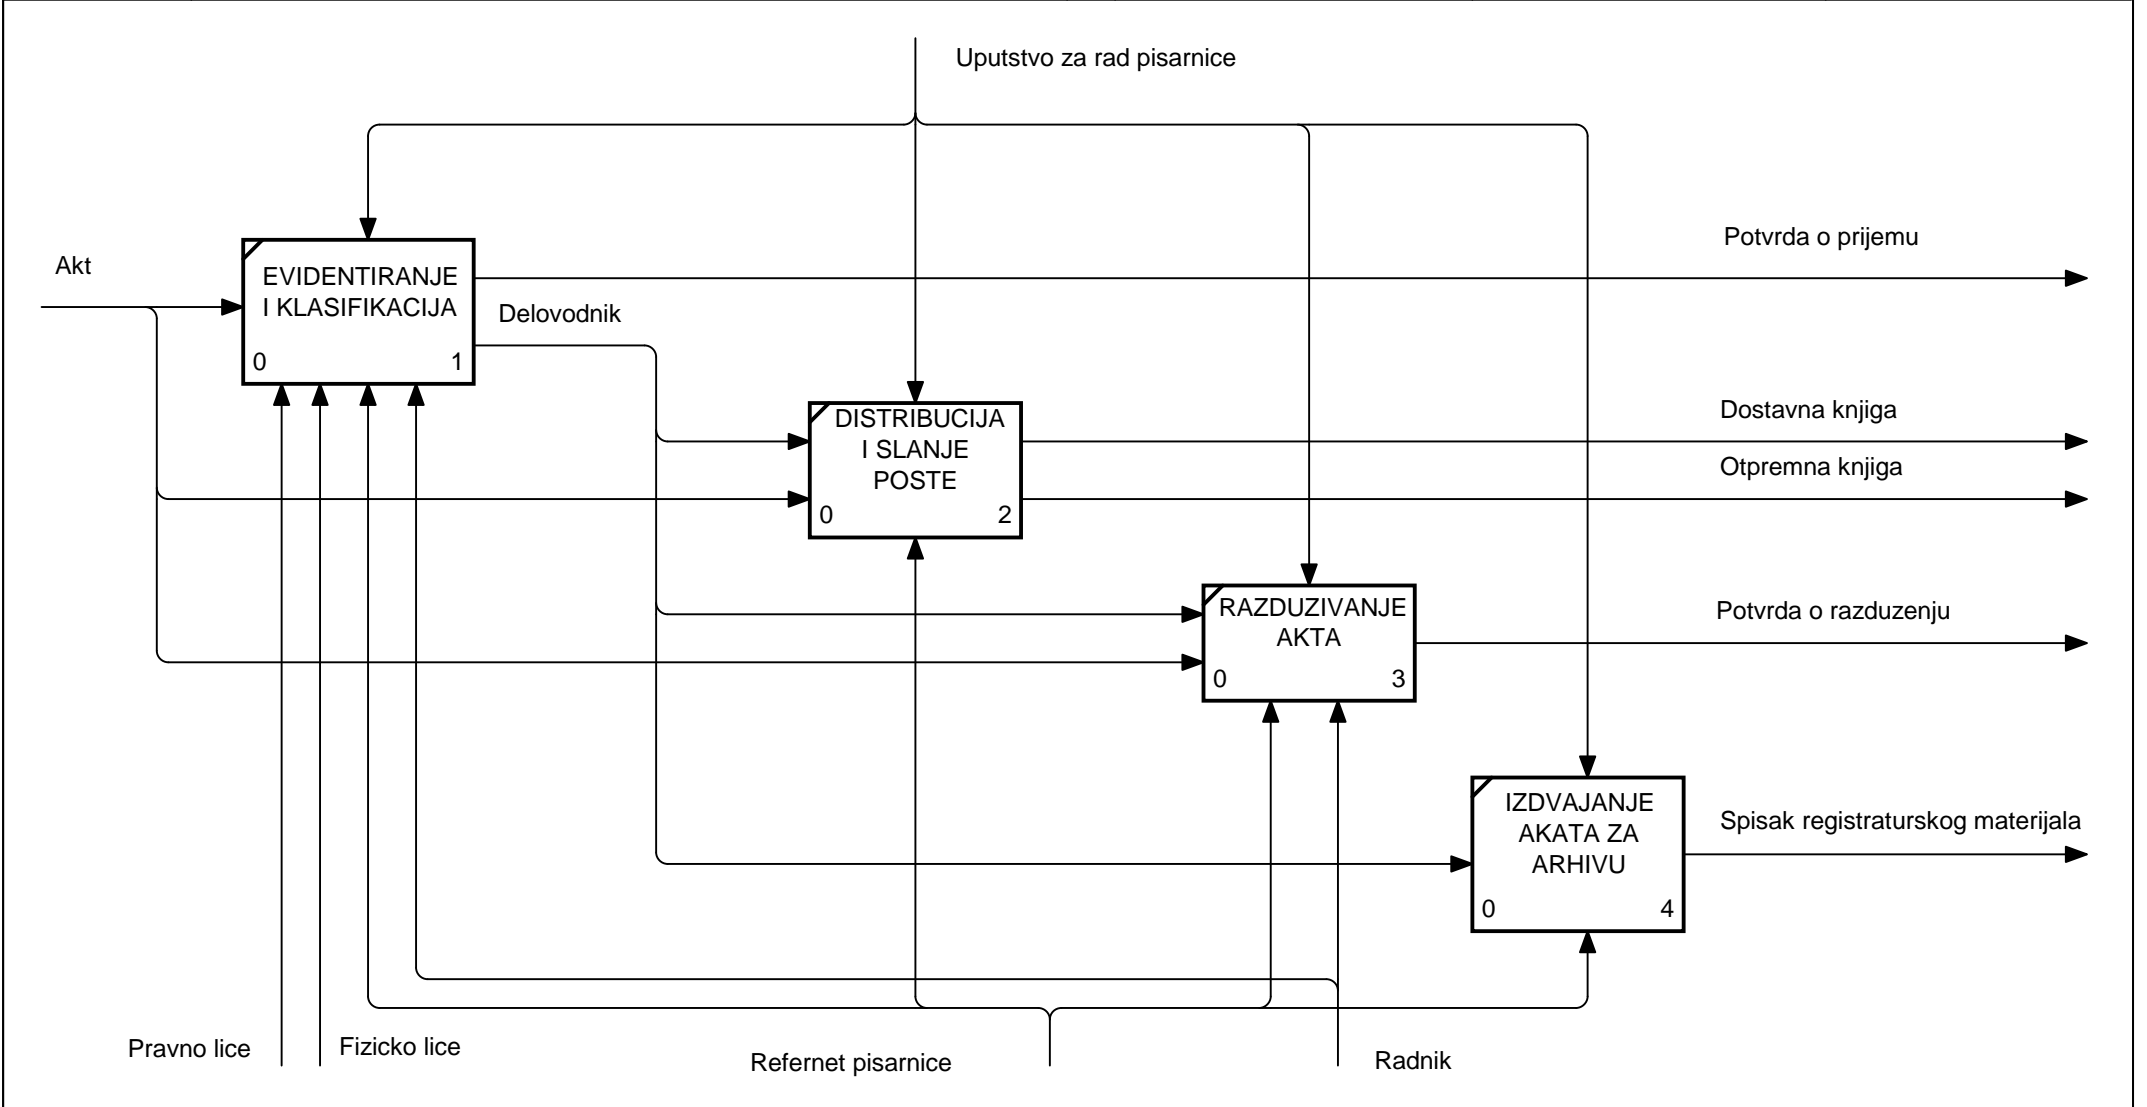 Uputstvo za rad pisarnice
Potvrda o prijemu
Akt
EVIDENTIRANJE
I KLASIFIKACIJA
0 1
Delovodnik
DISTRIBUCIJA
I SLANJE
POSTE
0 2
Dostavna knjiga
Otpremna knjiga
RAZDUZIVANJE
AKTA
0 3
Potvrda o razduzenju
IZDVAJANJE
AKATA ZA
ARHIVU
0 4
Spisak registraturskog materijala
Pravno lice
Fizicko lice
Refernet pisarnice
Radnik